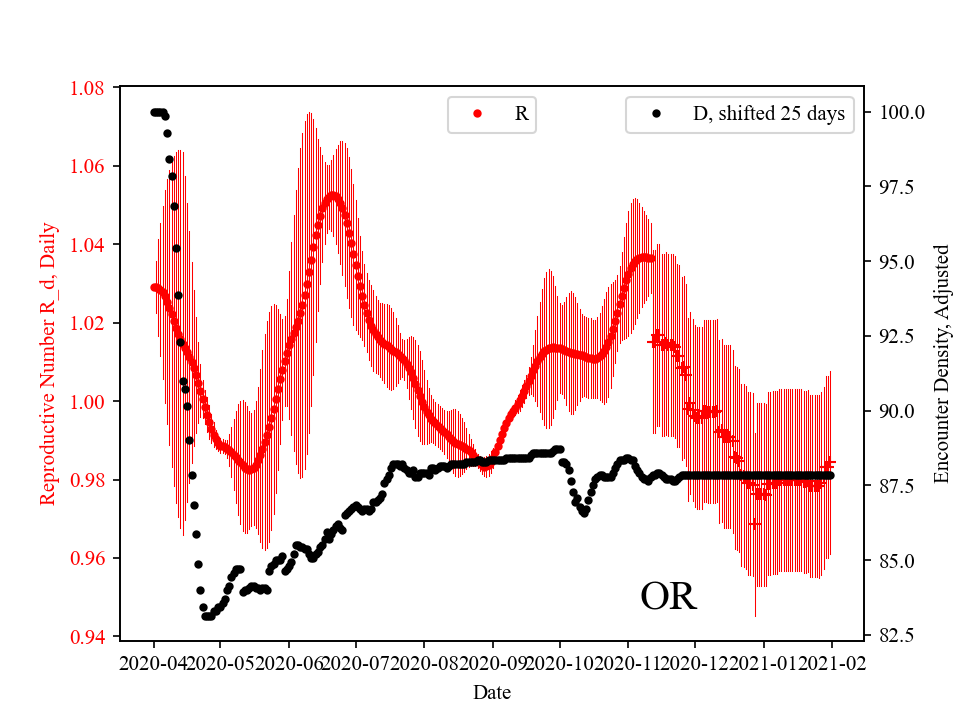 1.08
1.06
1.04
1.02
1.00
0.98
0.96
0.94
Reproductive Number R_d, Daily
R
D, shifted 25 days
100.0
97.5
95.0
92.5
90.0
87.5
85.0
82.5
Encounter Density, Adjusted
OR
2020-04 2020-05 2020-06 2020-07 2020-08 2020-09 2020-10 2020-11 2020-12 2021-01 2021-02
Date